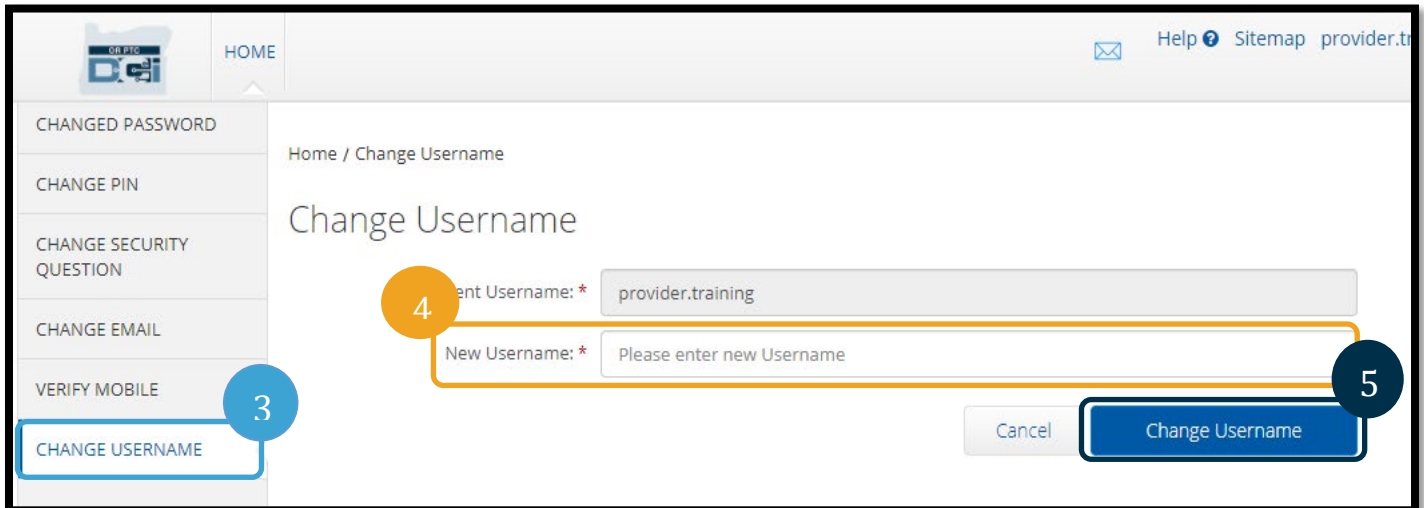 OR PTC
DCi
HOME
Help ? Sitemap provider.tr
CHANGED PASSWORD
CHANGE PIN
CHANGE SECURITY
QUESTION
CHANGE EMAIL
VERIFY MOBILE
3
CHANGE USERNAME
Home / Change Username
Change Username
4
ent Username: * provider.training
New Username: * Please enter new Username
5
Cancel Change Username